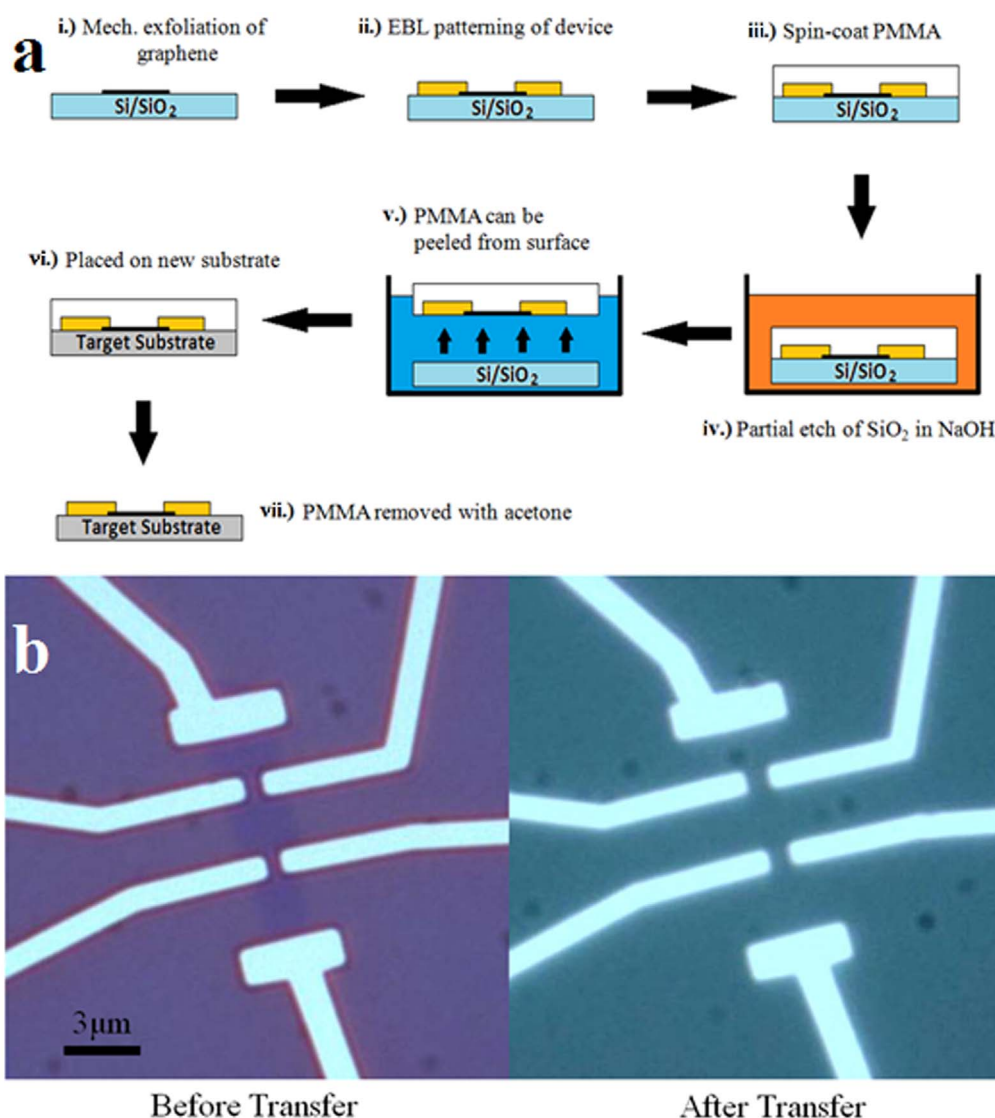 a
i.) Mech. exfoliation of
graphene
Si/SiO₂
ii.) EBL patterning of device
Si/SiO₂
iii.) Spin-coat PMMA
Si/SiO₂
iv.) Partial etch of SiO₂ in NaOH
Si/SiO₂
v.) PMMA can be
peeled from surface
Si/SiO₂
vi.) Placed on new substrate
Target Substrate
vii.) PMMA removed with acetone
Target Substrate
b
3μm
Before Transfer
After Transfer